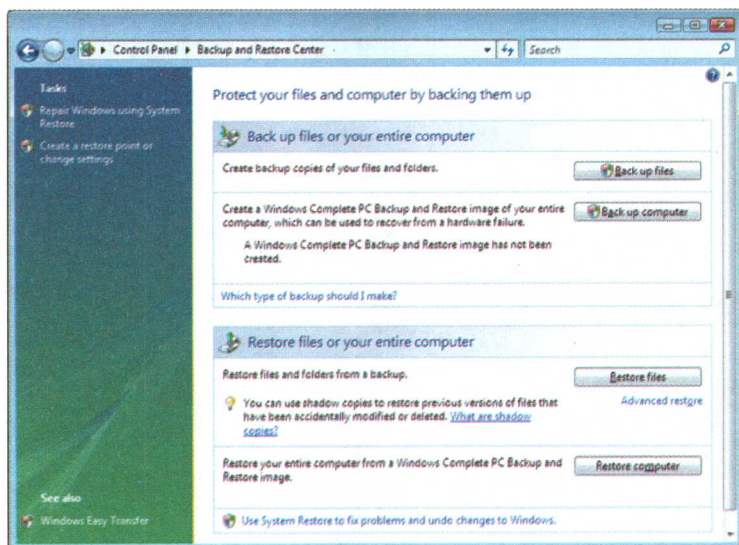 Control Panel ▸ Backup and Restore Center
Search
Tasks
Repair Windows using System
Restore
Create a restore point or
change settings
See also
Windows Easy Transfer
Protect your files and computer by backing them up
Back up files or your entire computer
Create backup copies of your files and folders.
Back up files
Create a Windows Complete PC Backup and Restore image of your entire
computer, which can be used to recover from a hardware failure.
Back up computer
A Windows Complete PC Backup and Restore image has not been
created.
Which type of backup should I make?
Restore files or your entire computer
Restore files and folders from a backup.
Restore files
You can use shadow copies to restore previous versions of files that
have been accidentally modified or deleted. What are shadow
copies?
Advanced restore
Restore your entire computer from a Windows Complete PC Backup and
Restore image.
Restore computer
Use System Restore to fix problems and undo changes to Windows.